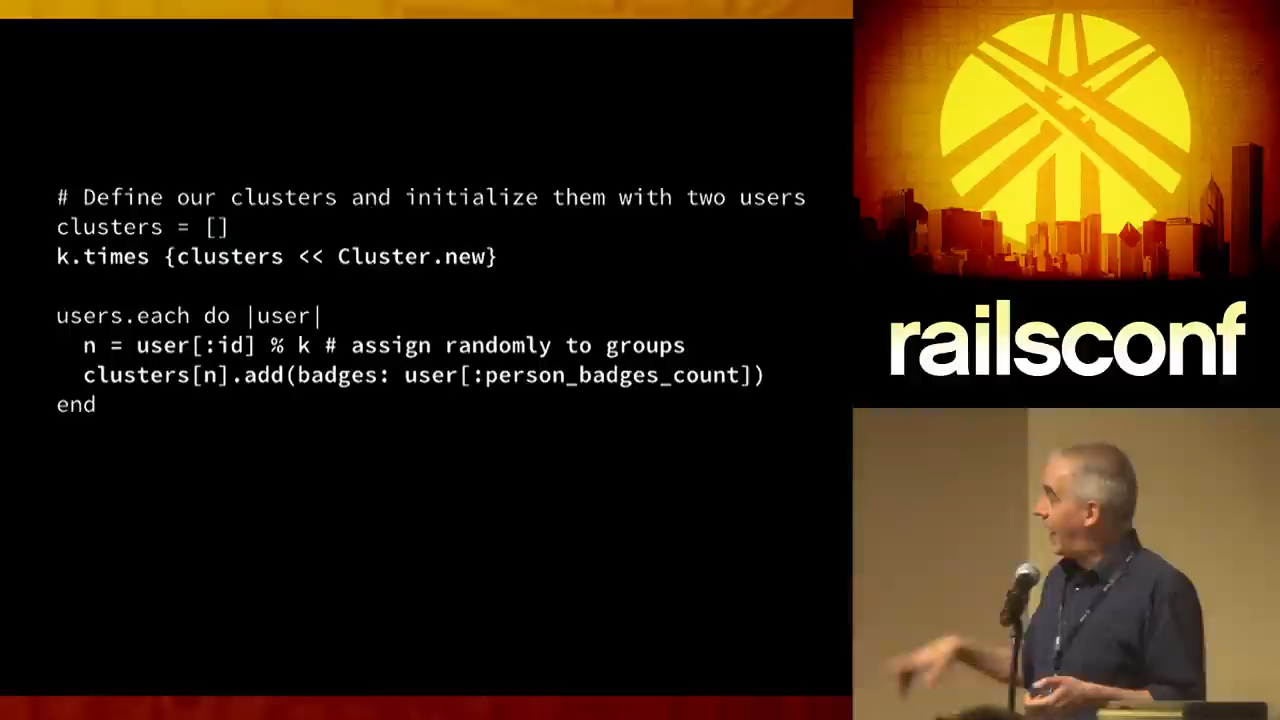 # Define our clusters and initialize them with two users
clusters = []
k.times {clusters << Cluster.new}
users.each do |user|
n = user[:id] % k # assign randomly to groups
clusters[n].add(badges: user[:person_badges_count])
end
railsconf